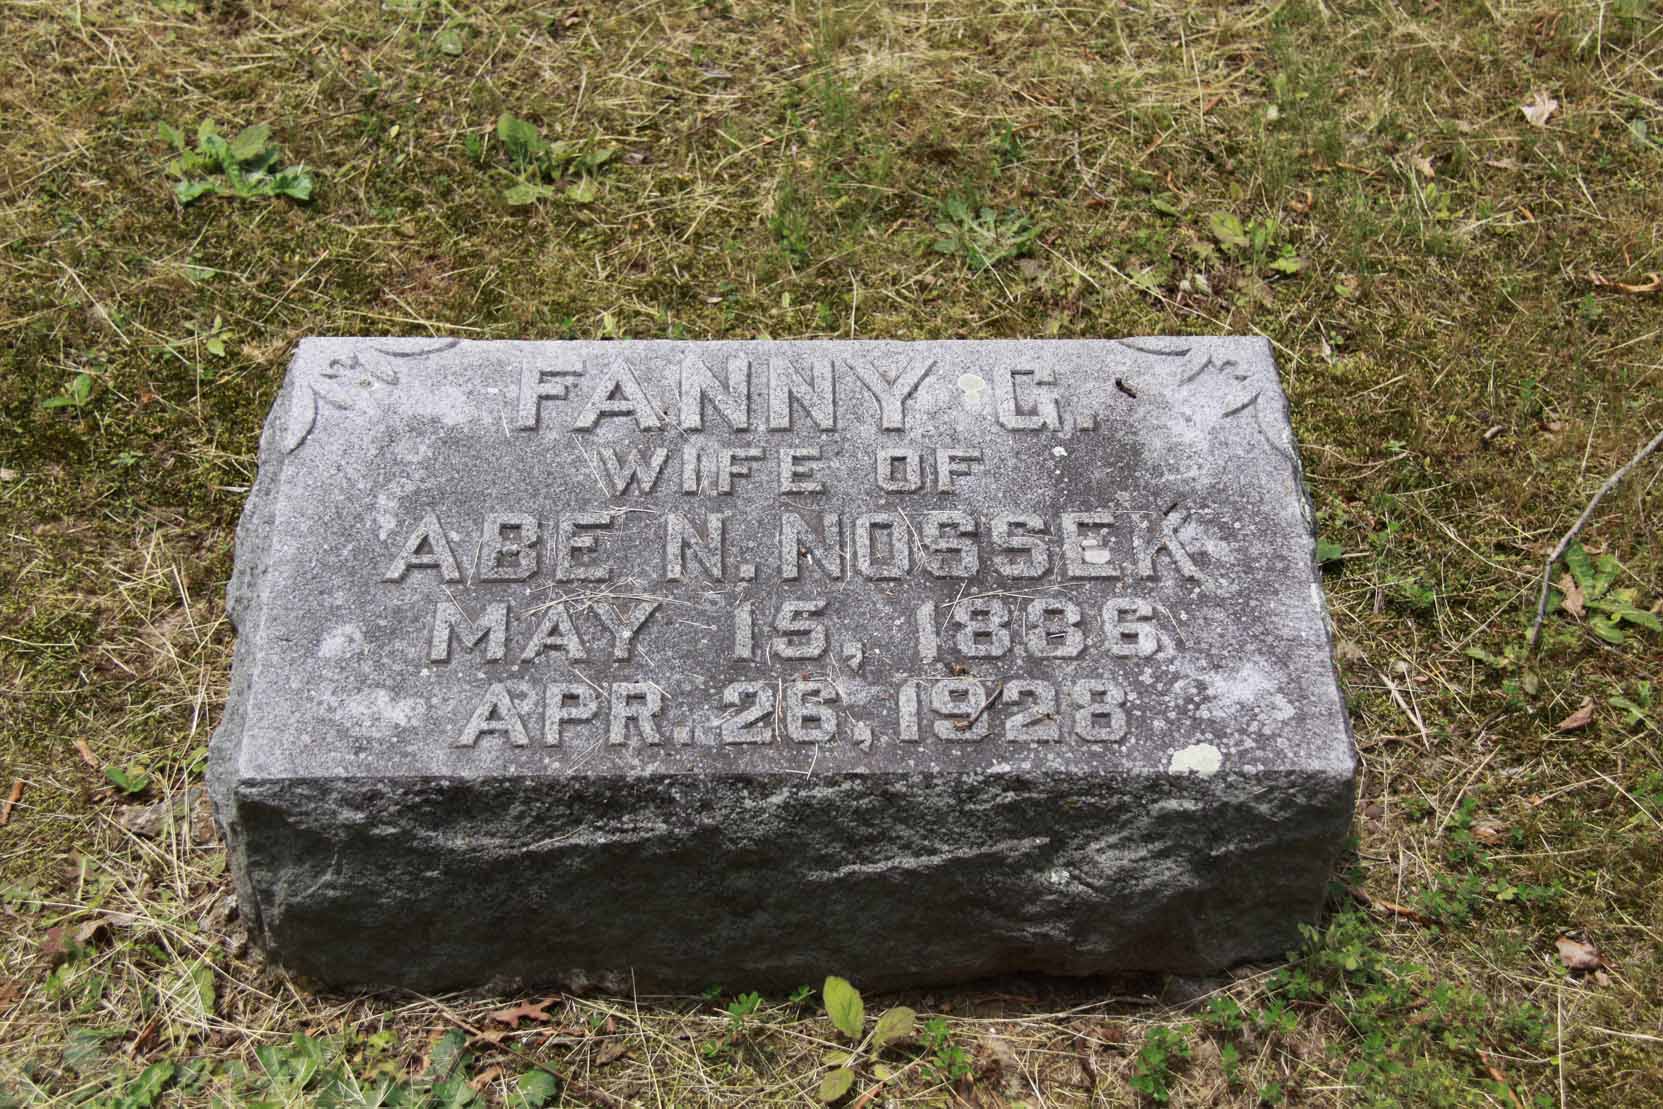 FANNY G.
WIFE OF
ABE N. NOSSEK
MAY 15, 1886
APR. 26, 1928